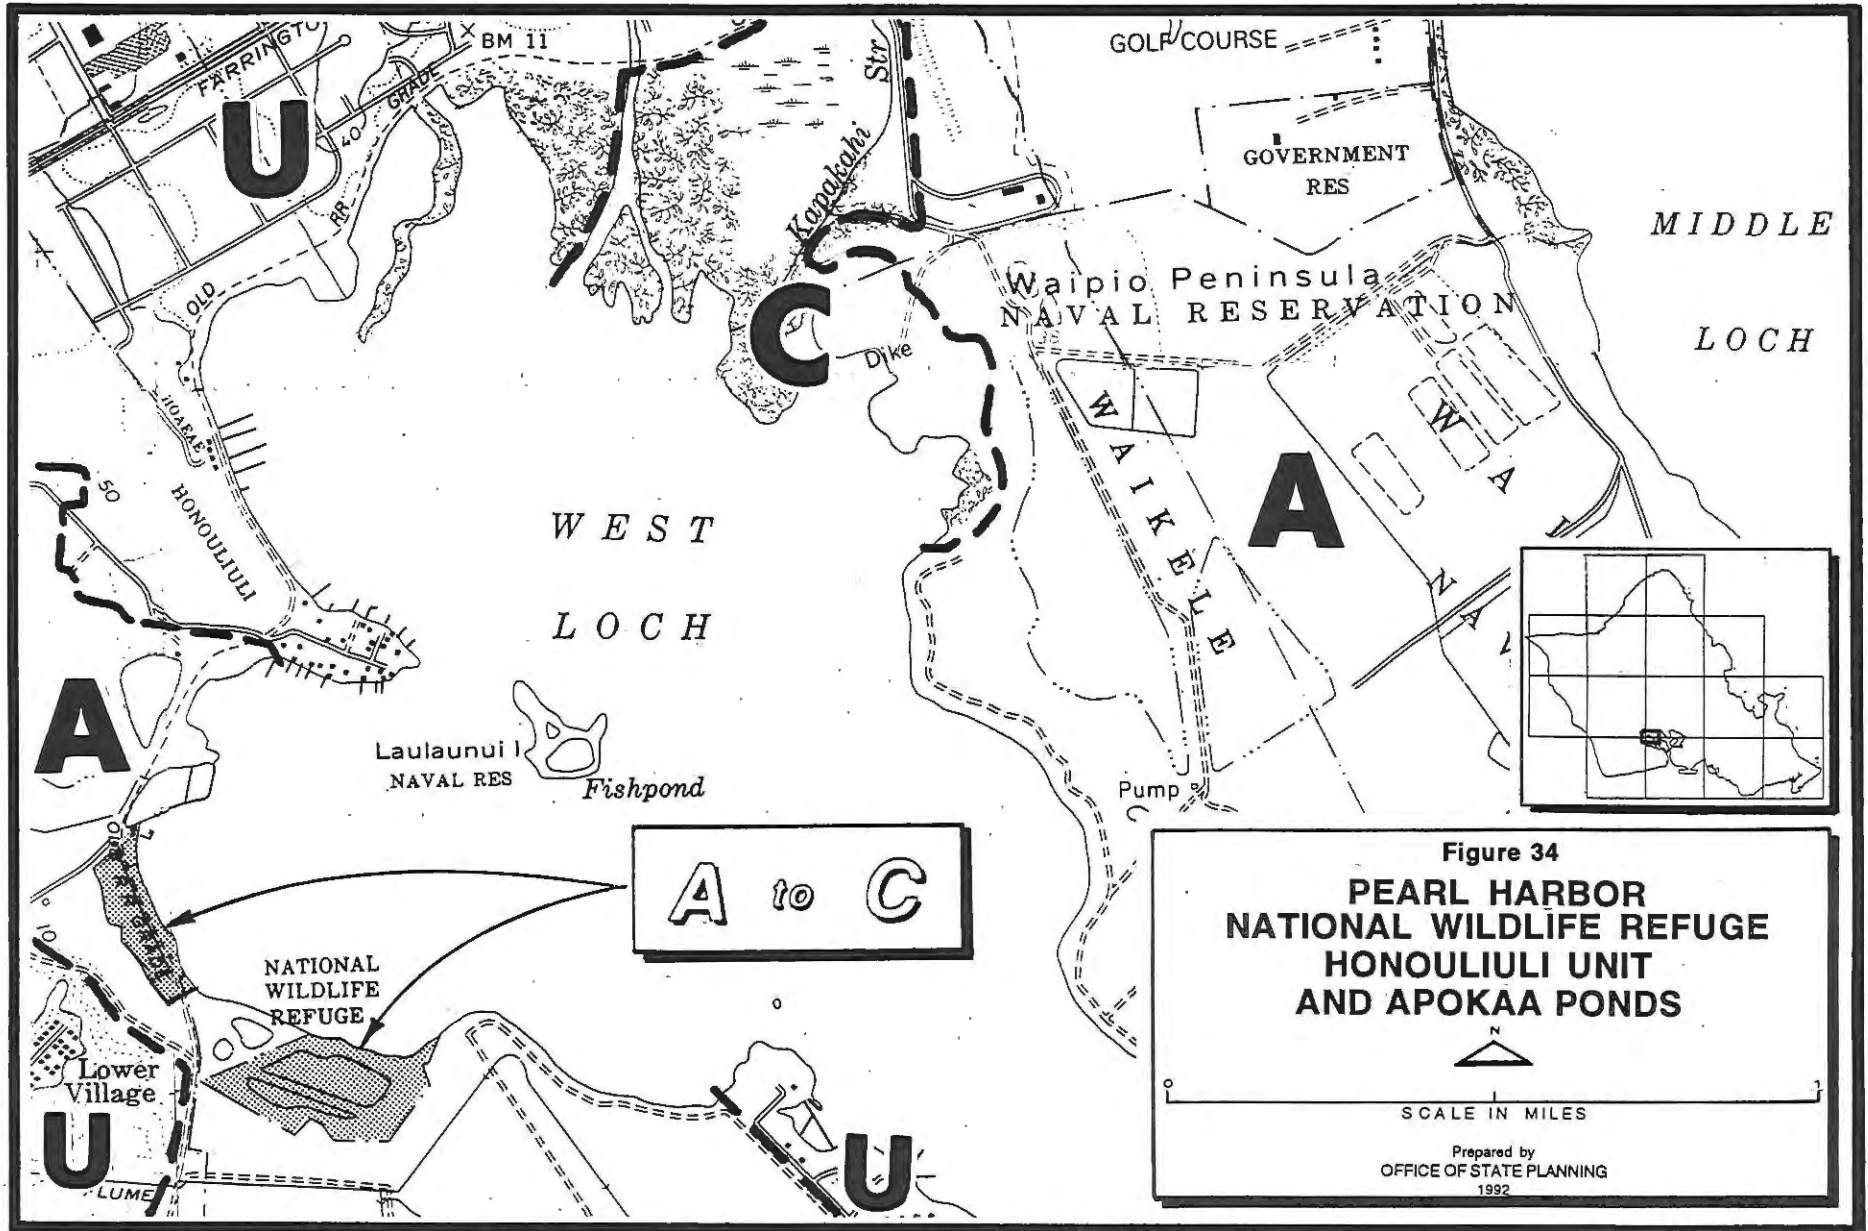 FARRINGTO
BM 11
Str
GOLF COURSE
U
40
GRADE
RR
OLD
Kapakahi
GOVERNMENT
RES
MIDDLE
LOCH
C
Waipio Peninsula
NAVAL RESERVATION
Dike
HOAEAE
50
HONOULIULI
WEST
LOCH
WAIKELE
A
W
A
I
N
A
A
Laulaunui I
NAVAL RES
Fishpond
Pump
A to C
10
NATIONAL
WILDLIFE
REFUGE
Lower
Village
U
LUME
U
Figure 34
PEARL HARBOR
NATIONAL WILDLIFE REFUGE
HONOULIULI UNIT
AND APOKAA PONDS
N
0 1
SCALE IN MILES
Prepared by
OFFICE OF STATE PLANNING
1992